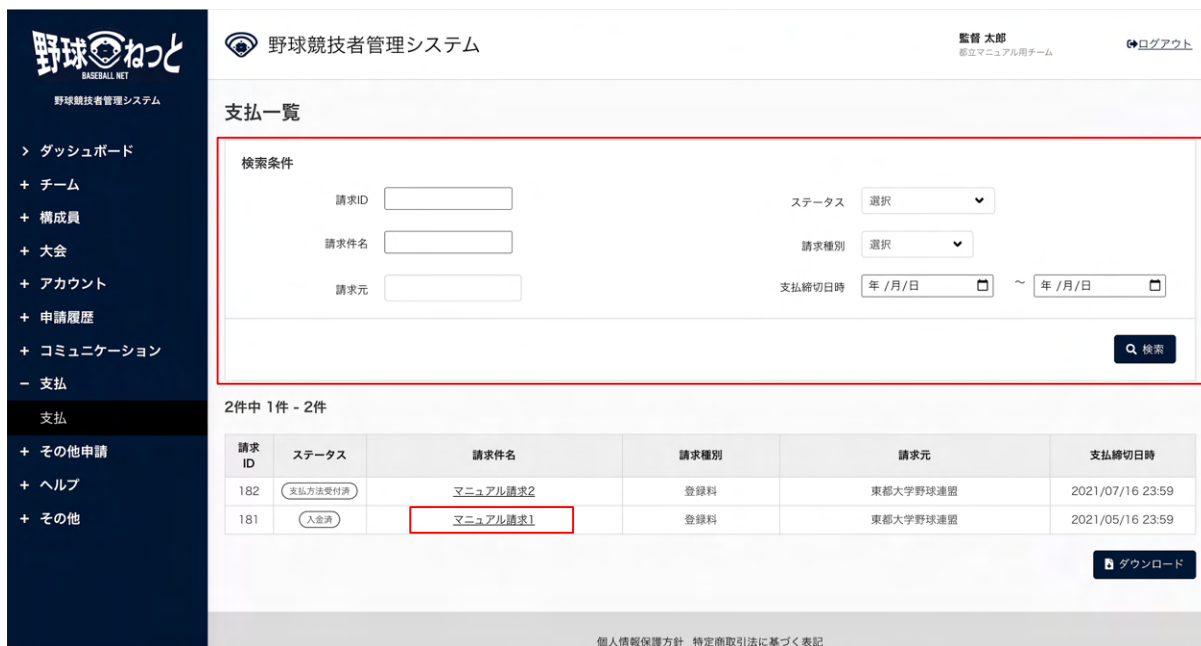 野球ねっと
BASEBALL NET
野球競技者管理システム
> ダッシュボード
+ チーム
+ 構成員
+ 大会
+ アカウント
+ 申請履歴
+ コミュニケーション
− 支払
支払
+ その他申請
+ ヘルプ
+ その他
野球競技者管理システム
監督 太郎
都立マニュアル用チーム
ログアウト
支払一覧
検索条件
請求ID
ステータス 選択
請求件名
請求種別 選択
請求元
支払締切日時 年 /月/日 ~ 年 /月/日
検索
2件中 1件 - 2件
請求ID ステータス 請求件名 請求種別 請求元 支払締切日時
182 支払方法受付済 マニュアル請求2 登録料 東都大学野球連盟 2021/07/16 23:59
181 入金済 マニュアル請求1 登録料 東都大学野球連盟 2021/05/16 23:59
ダウンロード
個人情報保護方針 特定商取引法に基づく表記